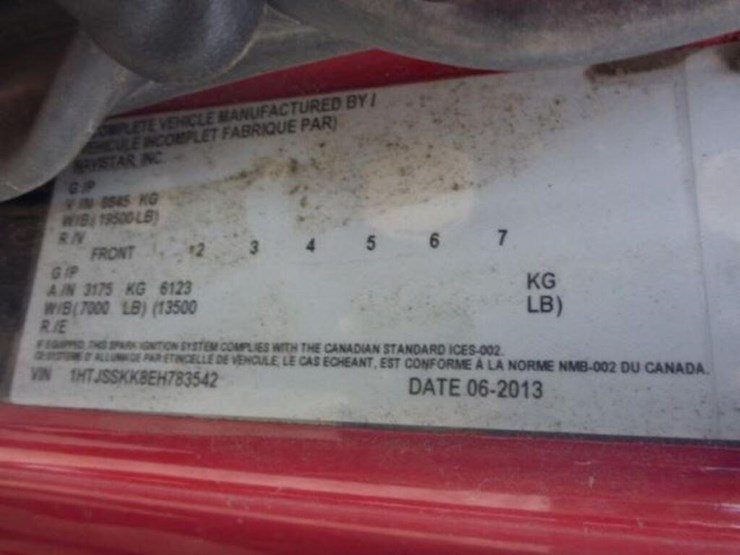 COMPLETE VEHICLE MANUFACTURED BY /
VEHICULE INCOMPLET FABRIQUE PAR)
NAVISTAR, INC.
G P
V IN 8845 KG
W/B (19500-LB)
R /V
FRONT 2 3 4 5 6 7
G /P
A /N 3175 KG 6123 KG
W/B (7000 LB) (13500 LB)
R /E
IF EQUIPPED, THIS SPARK IGNITION SYSTEM COMPLIES WITH THE CANADIAN STANDARD ICES-002.
D'ALLUMAGE PAR ETINCELLE DE VEHICULE, LE CAS ECHEANT, EST CONFORME À LA NORME NMB-002 DU CANADA.
VIN 1HTJSSKK8EH783542 DATE 06-2013